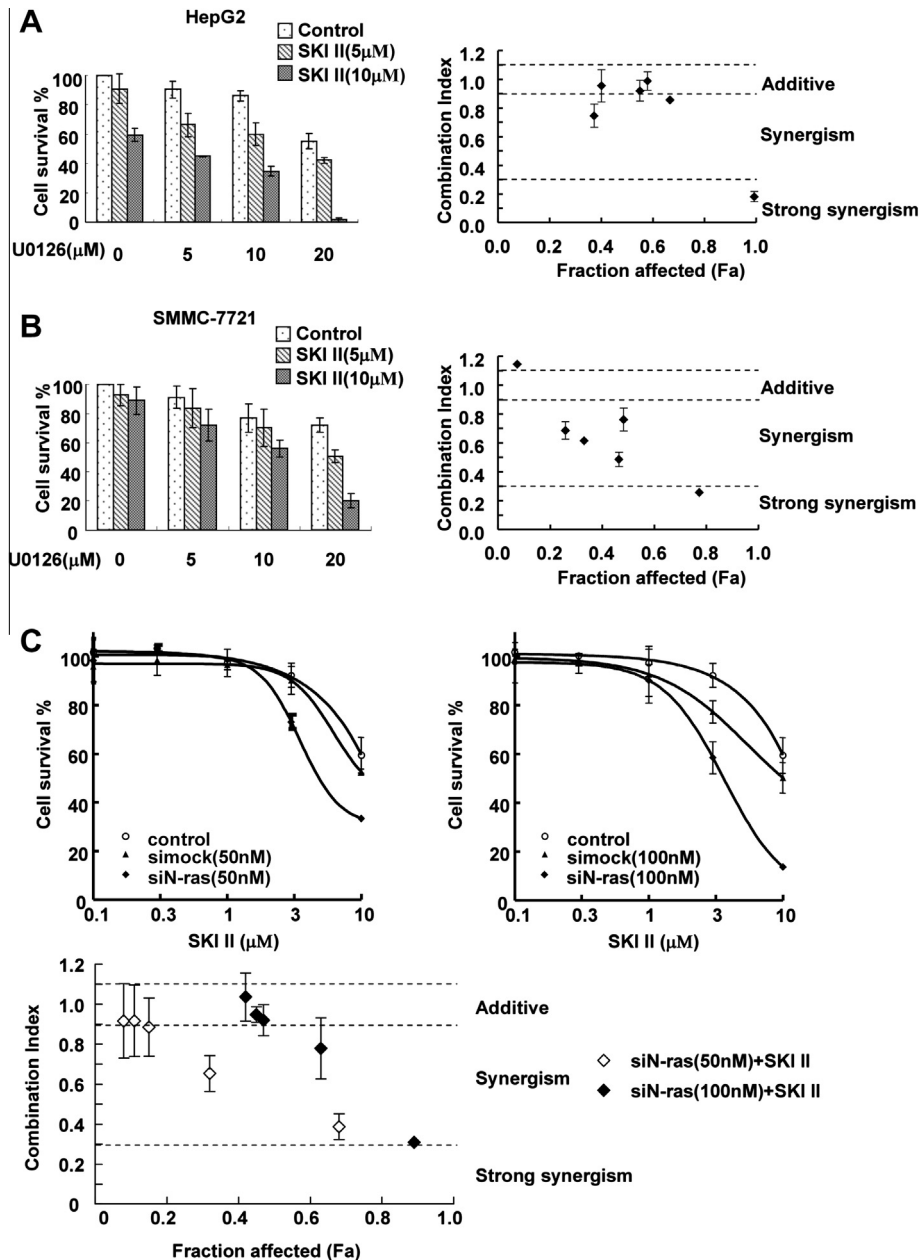 A
HepG2
Control
SKI II(5μM)
SKI II(10μM)
Cell survival %
100
80
60
40
20
0
U0126(μM)
0 5 10 20
Combination Index
1.2
1.0
0.8
0.6
0.4
0.2
0.0
Additive
Synergism
Strong synergism
0.0 0.2 0.4 0.6 0.8 1.0
Fraction affected (Fa)
B
SMMC-7721
Control
SKI II(5μM)
SKI II(10μM)
Cell survival %
100
80
60
40
20
0
U0126(μM)
0 5 10 20
Combination Index
1.2
1.0
0.8
0.6
0.4
0.2
0.0
Additive
Synergism
Strong synergism
0.0 0.2 0.4 0.6 0.8 1.0
Fraction affected (Fa)
C
Cell survival %
100
80
60
40
20
0
control
simock(50nM)
siN-ras(50nM)
0.1 0.3 1 3 10
SKI II (μM)
Cell survival %
100
80
60
40
20
0
control
simock(100nM)
siN-ras(100nM)
0.1 0.3 1 3 10
SKI II (μM)
Combination Index
1.2
1.0
0.8
0.6
0.4
0.2
0
Additive
Synergism
Strong synergism
siN-ras(50nM)+SKI II
siN-ras(100nM)+SKI II
0 0.2 0.4 0.6 0.8 1.0
Fraction affected (Fa)